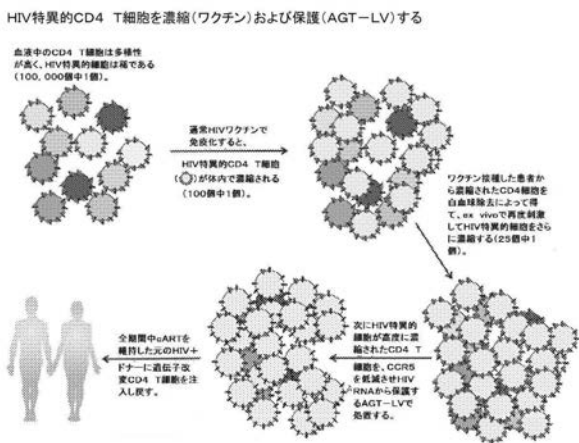 HIV特異的CD4 T細胞を濃縮(ワクチン)および保護(AGT-LV)する
血液中のCD4 T細胞は多様性
が高く、HIV特異的細胞は稀である
(100,000個中1個)。
通常HIVワクチンで
免疫化すると、
HIV特異的CD4 T細胞
( )が体内で濃縮される
(100個中1個)。
ワクチン接種した患者か
ら濃縮されたCD4細胞を
白血球除去によって得
て、ex vivoで再度刺激
してHIV特異的細胞をさら
に濃縮する(25個中1
個)。
次にHIV特異的
細胞が高度に濃
縮されたCD4 T
細胞を、CCR5
を低減させHIV
RNAから保護す
るAGT-LVで
処置する。
全期間中cARTを
維持した元のHIV+
ドナーに遺伝子改
変CD4 T細胞を注
入し戻す。